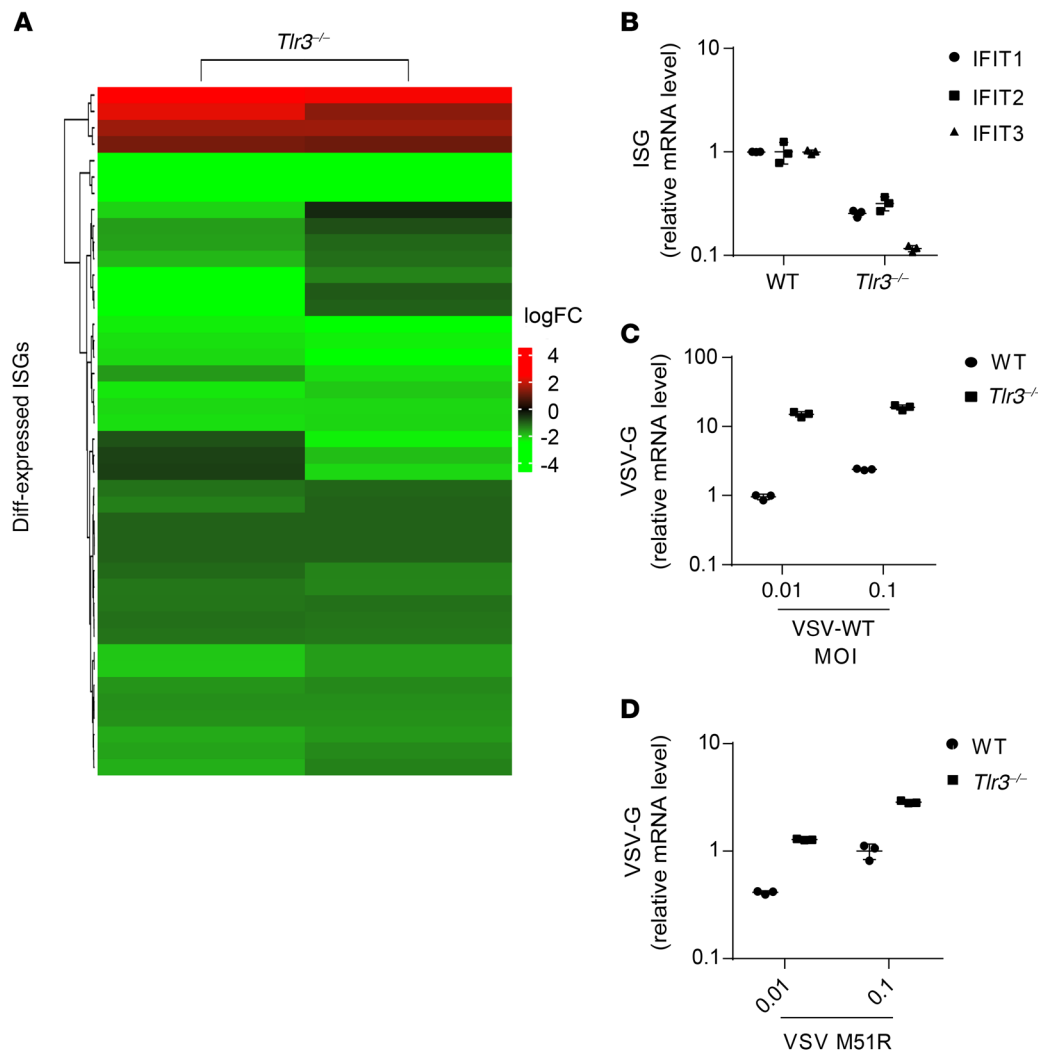 A
Tlr3–/–
Diff-expressed ISGs
logFC
4
2
0
-2
-4
B
ISG
(relative mRNA level)
10
1
0.1
WT
Tlr3–/–
IFIT1
IFIT2
IFIT3
C
VSV-G
(relative mRNA level)
100
10
1
0.1
0.01
0.1
VSV-WT
MOI
WT
Tlr3–/–
D
VSV-G
(relative mRNA level)
10
1
0.1
0.01
0.1
VSV M51R
WT
Tlr3–/–